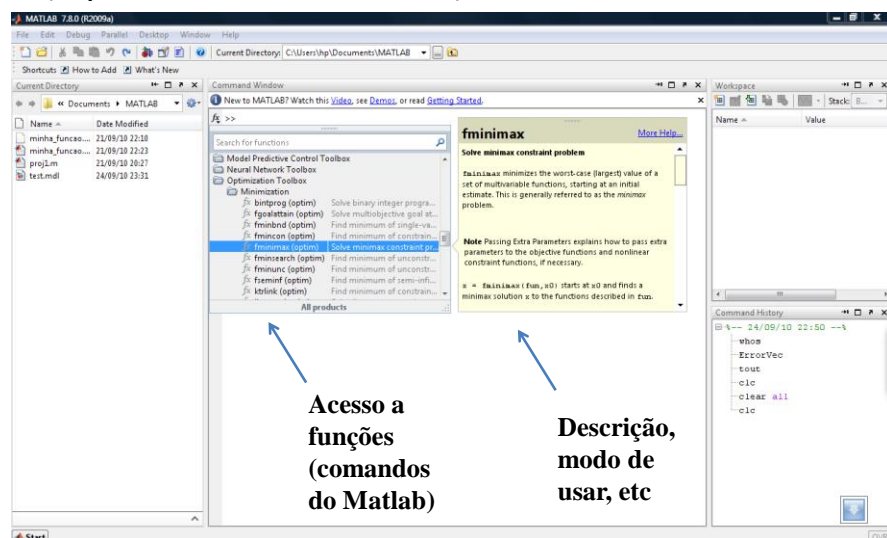 MATLAB 7.8.0 (R2009a)
File Edit Debug Parallel Desktop Window Help
Current Directory: C:\Users\hp\Documents\MATLAB
Shortcuts How to Add What's New
Current Directory
« Documents MATLAB
Name Date Modified
minha_funcao.... 21/09/10 22:10
minha_funcao.... 21/09/10 22:23
proj1.m 21/09/10 20:27
test.mdl 24/09/10 23:31
Command Window
New to MATLAB? Watch this Video, see Demos, or read Getting Started.
fx >>
Search for functions
Model Predictive Control Toolbox
Neural Network Toolbox
Optimization Toolbox
Minimization
fx bintprog (optim) Solve binary integer progra...
fx fgoalattain (optim) Solve multiobjective goal at...
fx fminbnd (optim) Find minimum of single-va...
fx fmincon (optim) Find minimum of constrain...
fx fminimax (optim) Solve minimax constraint pr...
fx fminsearch (optim) Find minimum of unconstr...
fx fminunc (optim) Find minimum of unconstr...
fx fseminf (optim) Find minimum of semi-infi...
fx ktrlink (optim) Find minimum of constrain...
All products
fminimax More Help...
Solve minimax constraint problem
fminimax minimizes the worst-case (largest) value of a
set of multivariable functions, starting at an initial
estimate. This is generally referred to as the minimax
problem.
Note Passing Extra Parameters explains how to pass extra
parameters to the objective functions and nonlinear
constraint functions, if necessary.
x = fminimax(fun,x0) starts at x0 and finds a
minimax solution x to the functions described in fun.
Workspace
Stack: B...
Name Value
Command History
%-- 24/09/10 22:50 --%
whos
ErrorVec
tout
clc
clear all
clc
Acesso a
funções
(comandos
do Matlab)
Descrição,
modo de
usar, etc
Start
OVR